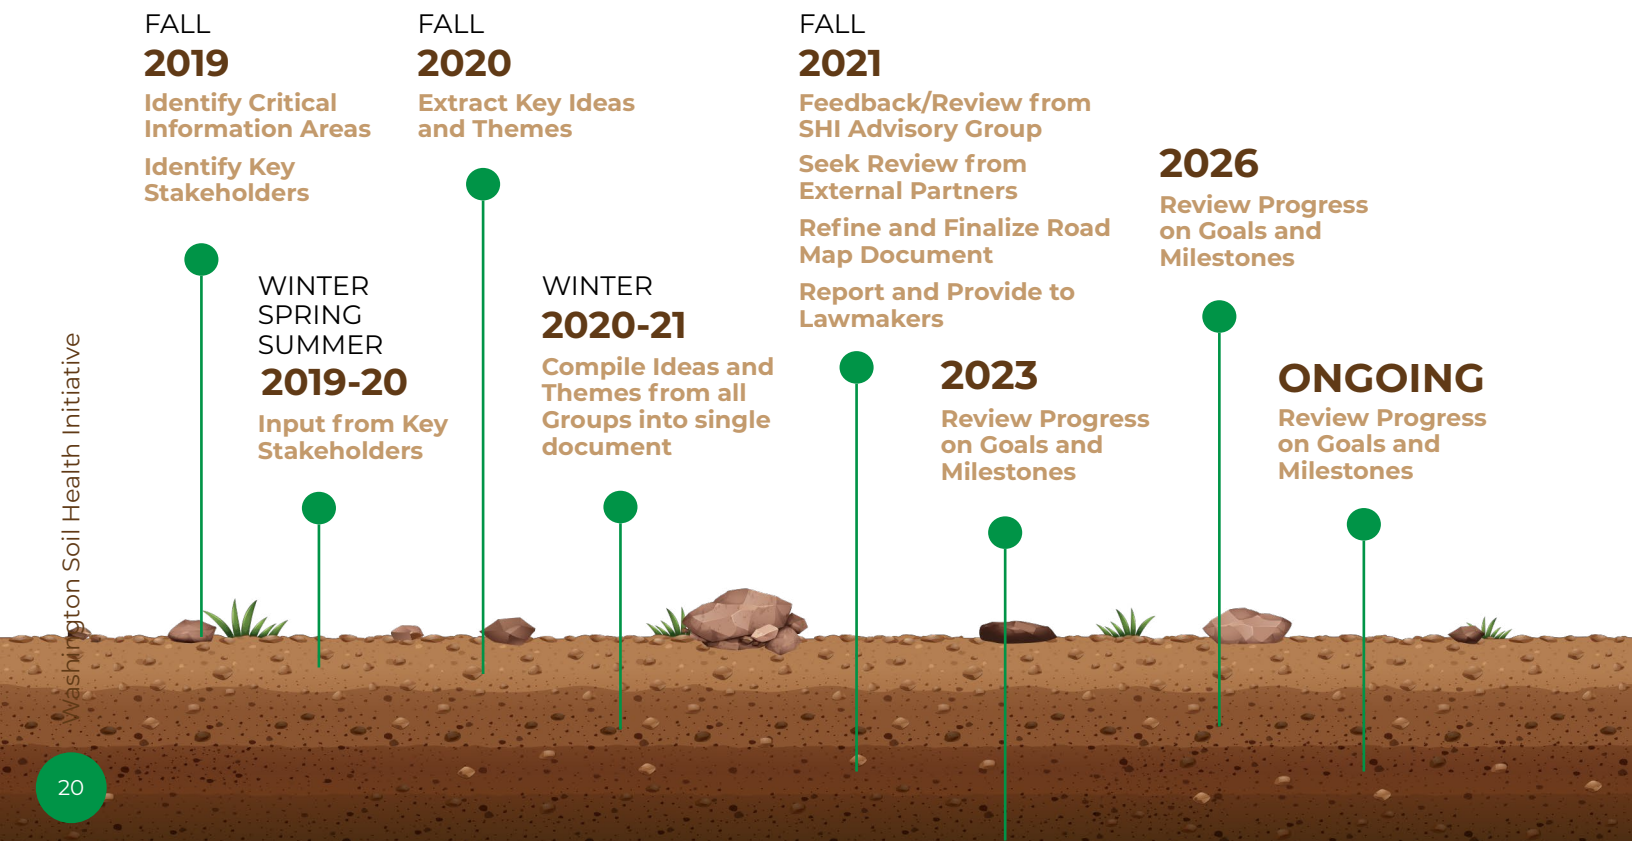 FALL
2019
Identify Critical
Information Areas
Identify Key
Stakeholders
WINTER
SPRING
SUMMER
2019-20
Input from Key
Stakeholders
FALL
2020
Extract Key Ideas
and Themes
WINTER
2020-21
Compile Ideas and
Themes from all
Groups into single
document
FALL
2021
Feedback/Review from
SHI Advisory Group
Seek Review from
External Partners
Refine and Finalize Road
Map Document
Report and Provide to
Lawmakers
2023
Review Progress
on Goals and
Milestones
2026
Review Progress
on Goals and
Milestones
ONGOING
Review Progress
on Goals and
Milestones
Washington Soil Health Initiative
20